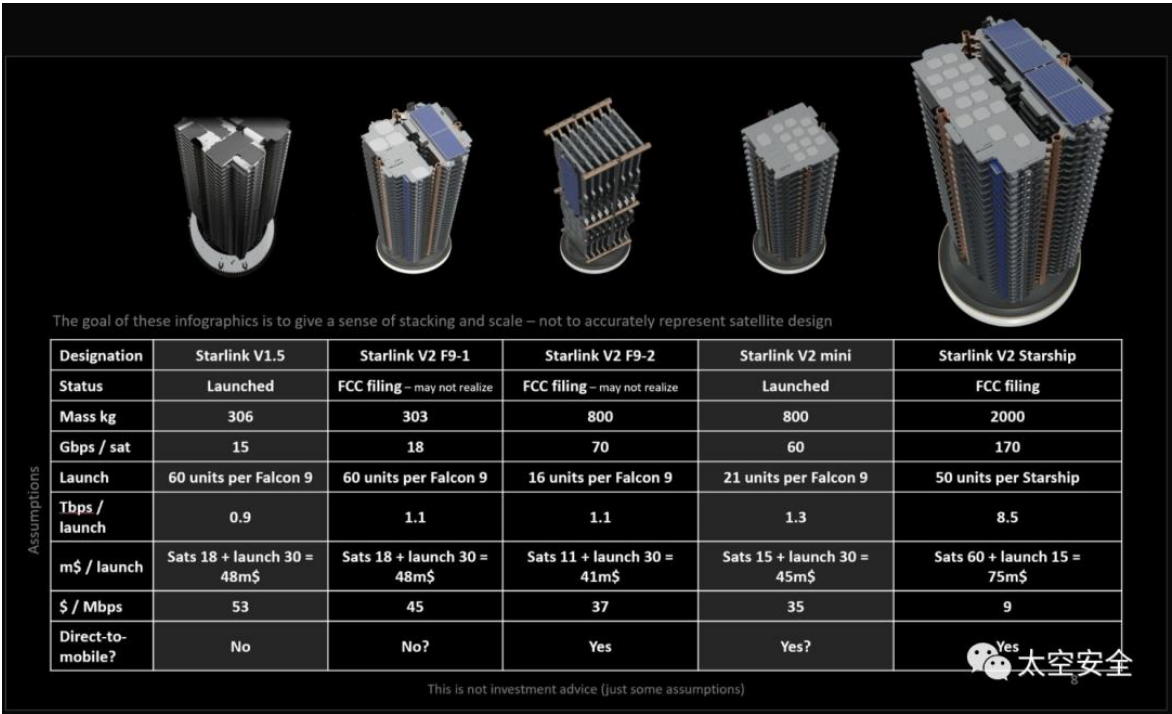 The goal of these infographics is to give a sense of stacking and scale – not to accurately represent satellite design
Designation Starlink V1.5 Starlink V2 F9-1 Starlink V2 F9-2 Starlink V2 mini Starlink V2 Starship
Status Launched FCC filing – may not realize FCC filing – may not realize Launched FCC filing
Mass kg 306 303 800 800 2000
Gbps / sat 15 18 70 60 170
Launch 60 units per Falcon 9 60 units per Falcon 9 16 units per Falcon 9 21 units per Falcon 9 50 units per Starship
Tbps /
launch 0.9 1.1 1.1 1.3 8.5
m$ / launch Sats 18 + launch 30 = Sats 18 + launch 30 = Sats 11 + launch 30 = Sats 15 + launch 30 = Sats 60 + launch 15 =
48m$ 48m$ 41m$ 45m$ 75m$
$ / Mbps 53 45 37 35 9
Direct-to-
mobile? No No? Yes Yes? Yes
Assumptions
太空安全
8
This is not investment advice (just some assumptions)